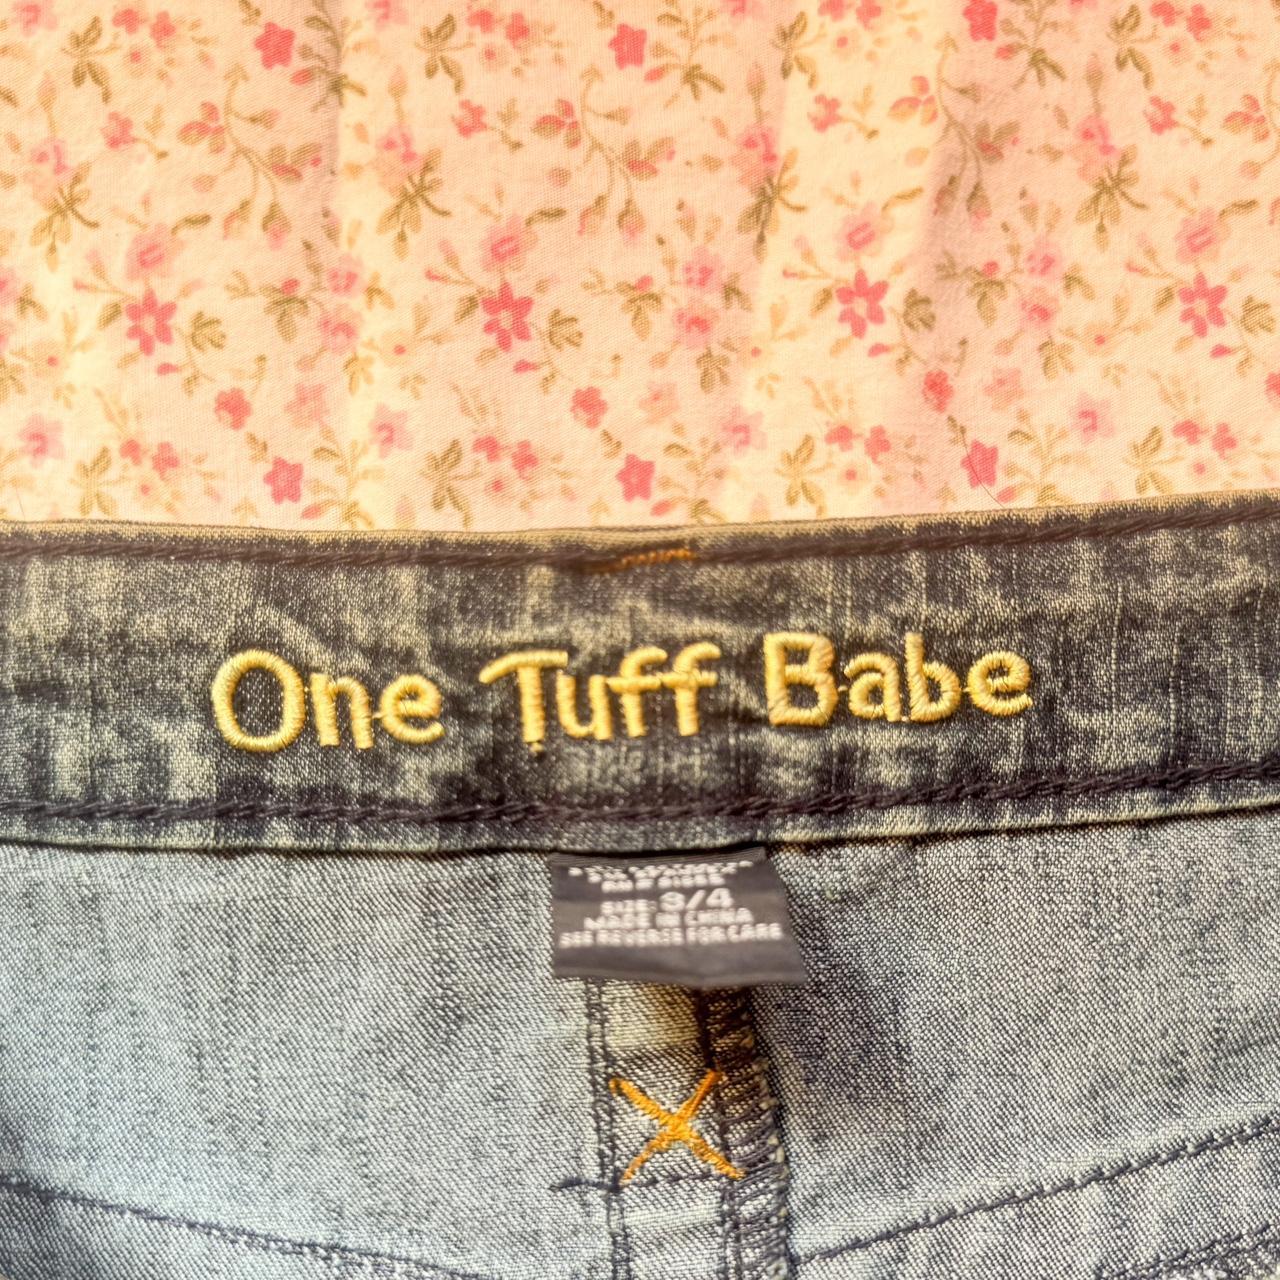 One Tuff Babe
SIZE: 3/4
MADE IN CHINA
SEE REVERSE FOR CARE